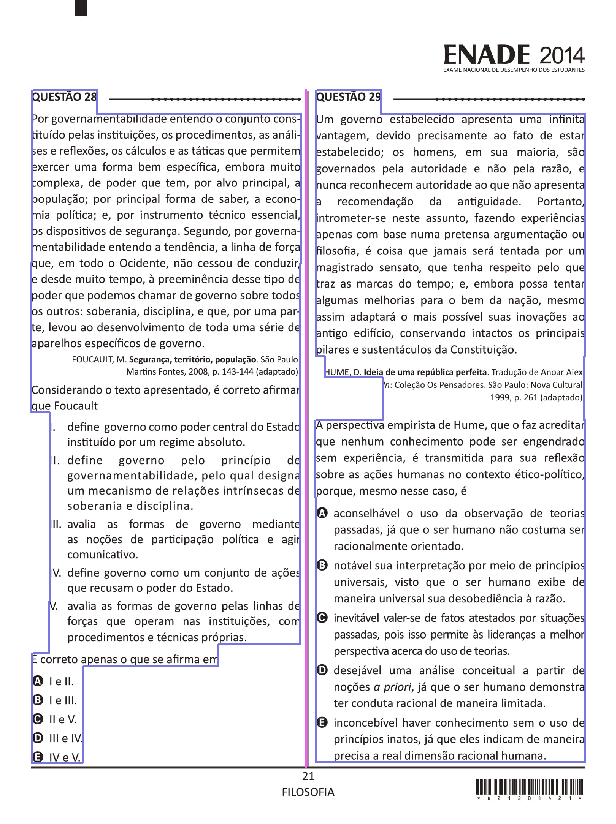 ENADE 2014
EXAME NACIONAL DE DESEMPENHO DOS ESTUDANTES
QUESTÃO 28
Por governamentabilidade entendo o conjunto cons-
tituído pelas instituições, os procedimentos, as análi-
ses e reflexões, os cálculos e as táticas que permitem
exercer uma forma bem específica, embora muito
complexa, de poder que tem, por alvo principal, a
população; por principal forma de saber, a econo-
mia política; e, por instrumento técnico essencial,
os dispositivos de segurança. Segundo, por governa-
mentabilidade entendo a tendência, a linha de força
que, em todo o Ocidente, não cessou de conduzir,
e desde muito tempo, à preeminência desse tipo de
poder que podemos chamar de governo sobre todos
os outros: soberania, disciplina, e que, por uma par-
te, levou ao desenvolvimento de toda uma série de
aparelhos específicos de governo.
FOUCAULT, M. Segurança, território, população. São Paulo
Martins Fontes, 2008, p. 143-144 (adaptado)
Considerando o texto apresentado, é correto afirmar
que Foucault
I. define governo como poder central do Estado
instituído por um regime absoluto.
II. define governo pelo princípio de
governamentabilidade, pelo qual designa
um mecanismo de relações intrínsecas de
soberania e disciplina.
II. avalia as formas de governo mediante
as noções de participação política e agir
comunicativo.
V. define governo como um conjunto de ações
que recusam o poder do Estado.
V. avalia as formas de governo pelas linhas de
forças que operam nas instituições, com
procedimentos e técnicas próprias.
É correto apenas o que se afirma em
A I e II.
B I e III.
C II e V.
D III e IV.
E IV e V.
QUESTÃO 29
Um governo estabelecido apresenta uma infinita
vantagem, devido precisamente ao fato de estar
estabelecido; os homens, em sua maioria, são
governados pela autoridade e não pela razão, e
nunca reconhecem autoridade ao que não apresenta
a recomendação da antiguidade. Portanto,
intrometer-se neste assunto, fazendo experiências
apenas com base numa pretensa argumentação ou
filosofia, é coisa que jamais será tentada por um
magistrado sensato, que tenha respeito pelo que
traz as marcas do tempo; e, embora possa tentar
algumas melhorias para o bem da nação, mesmo
assim adaptará o mais possível suas inovações ao
antigo edifício, conservando intactos os principais
pilares e sustentáculos da Constituição.
HUME, D. Ideia de uma república perfeita. Tradução de Anoar Alex
In: Coleção Os Pensadores. São Paulo: Nova Cultural
1999, p. 261 (adaptado)
A perspectiva empirista de Hume, que o faz acreditar
que nenhum conhecimento pode ser engendrado
sem experiência, é transmitida para sua reflexão
sobre as ações humanas no contexto ético-político,
porque, mesmo nesse caso, é
A aconselhável o uso da observação de teorias
passadas, já que o ser humano não costuma ser
racionalmente orientado.
B notável sua interpretação por meio de princípios
universais, visto que o ser humano exibe de
maneira universal sua desobediência à razão.
C inevitável valer-se de fatos atestados por situações
passadas, pois isso permite às lideranças a melhor
perspectiva acerca do uso de teorias.
D desejável uma análise conceitual a partir de
noções a priori, já que o ser humano demonstra
ter conduta racional de maneira limitada.
E inconcebível haver conhecimento sem o uso de
princípios inatos, já que eles indicam de maneira
precisa a real dimensão racional humana.
21
FILOSOFIA